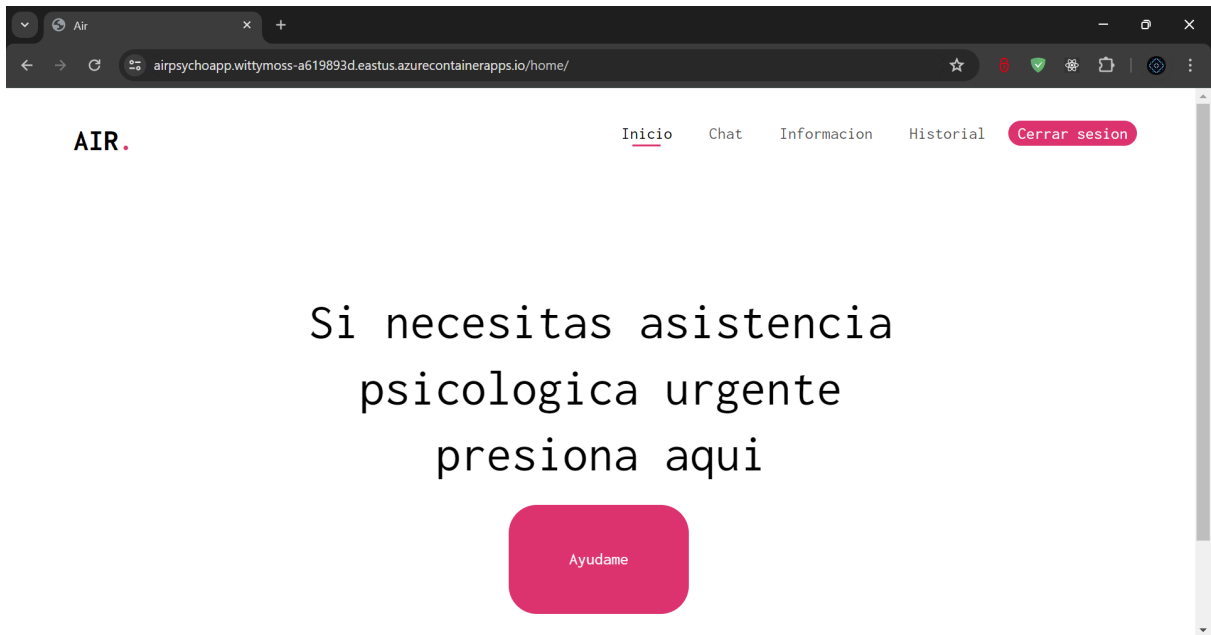 Air
airpsychoapp.wittymoss-a619893d.eastus.azurecontainerapps.io/home/
AIR.
Inicio Chat Informacion Historial Cerrar sesion
Si necesitas asistencia
psicologica urgente
presiona aqui
Ayudame